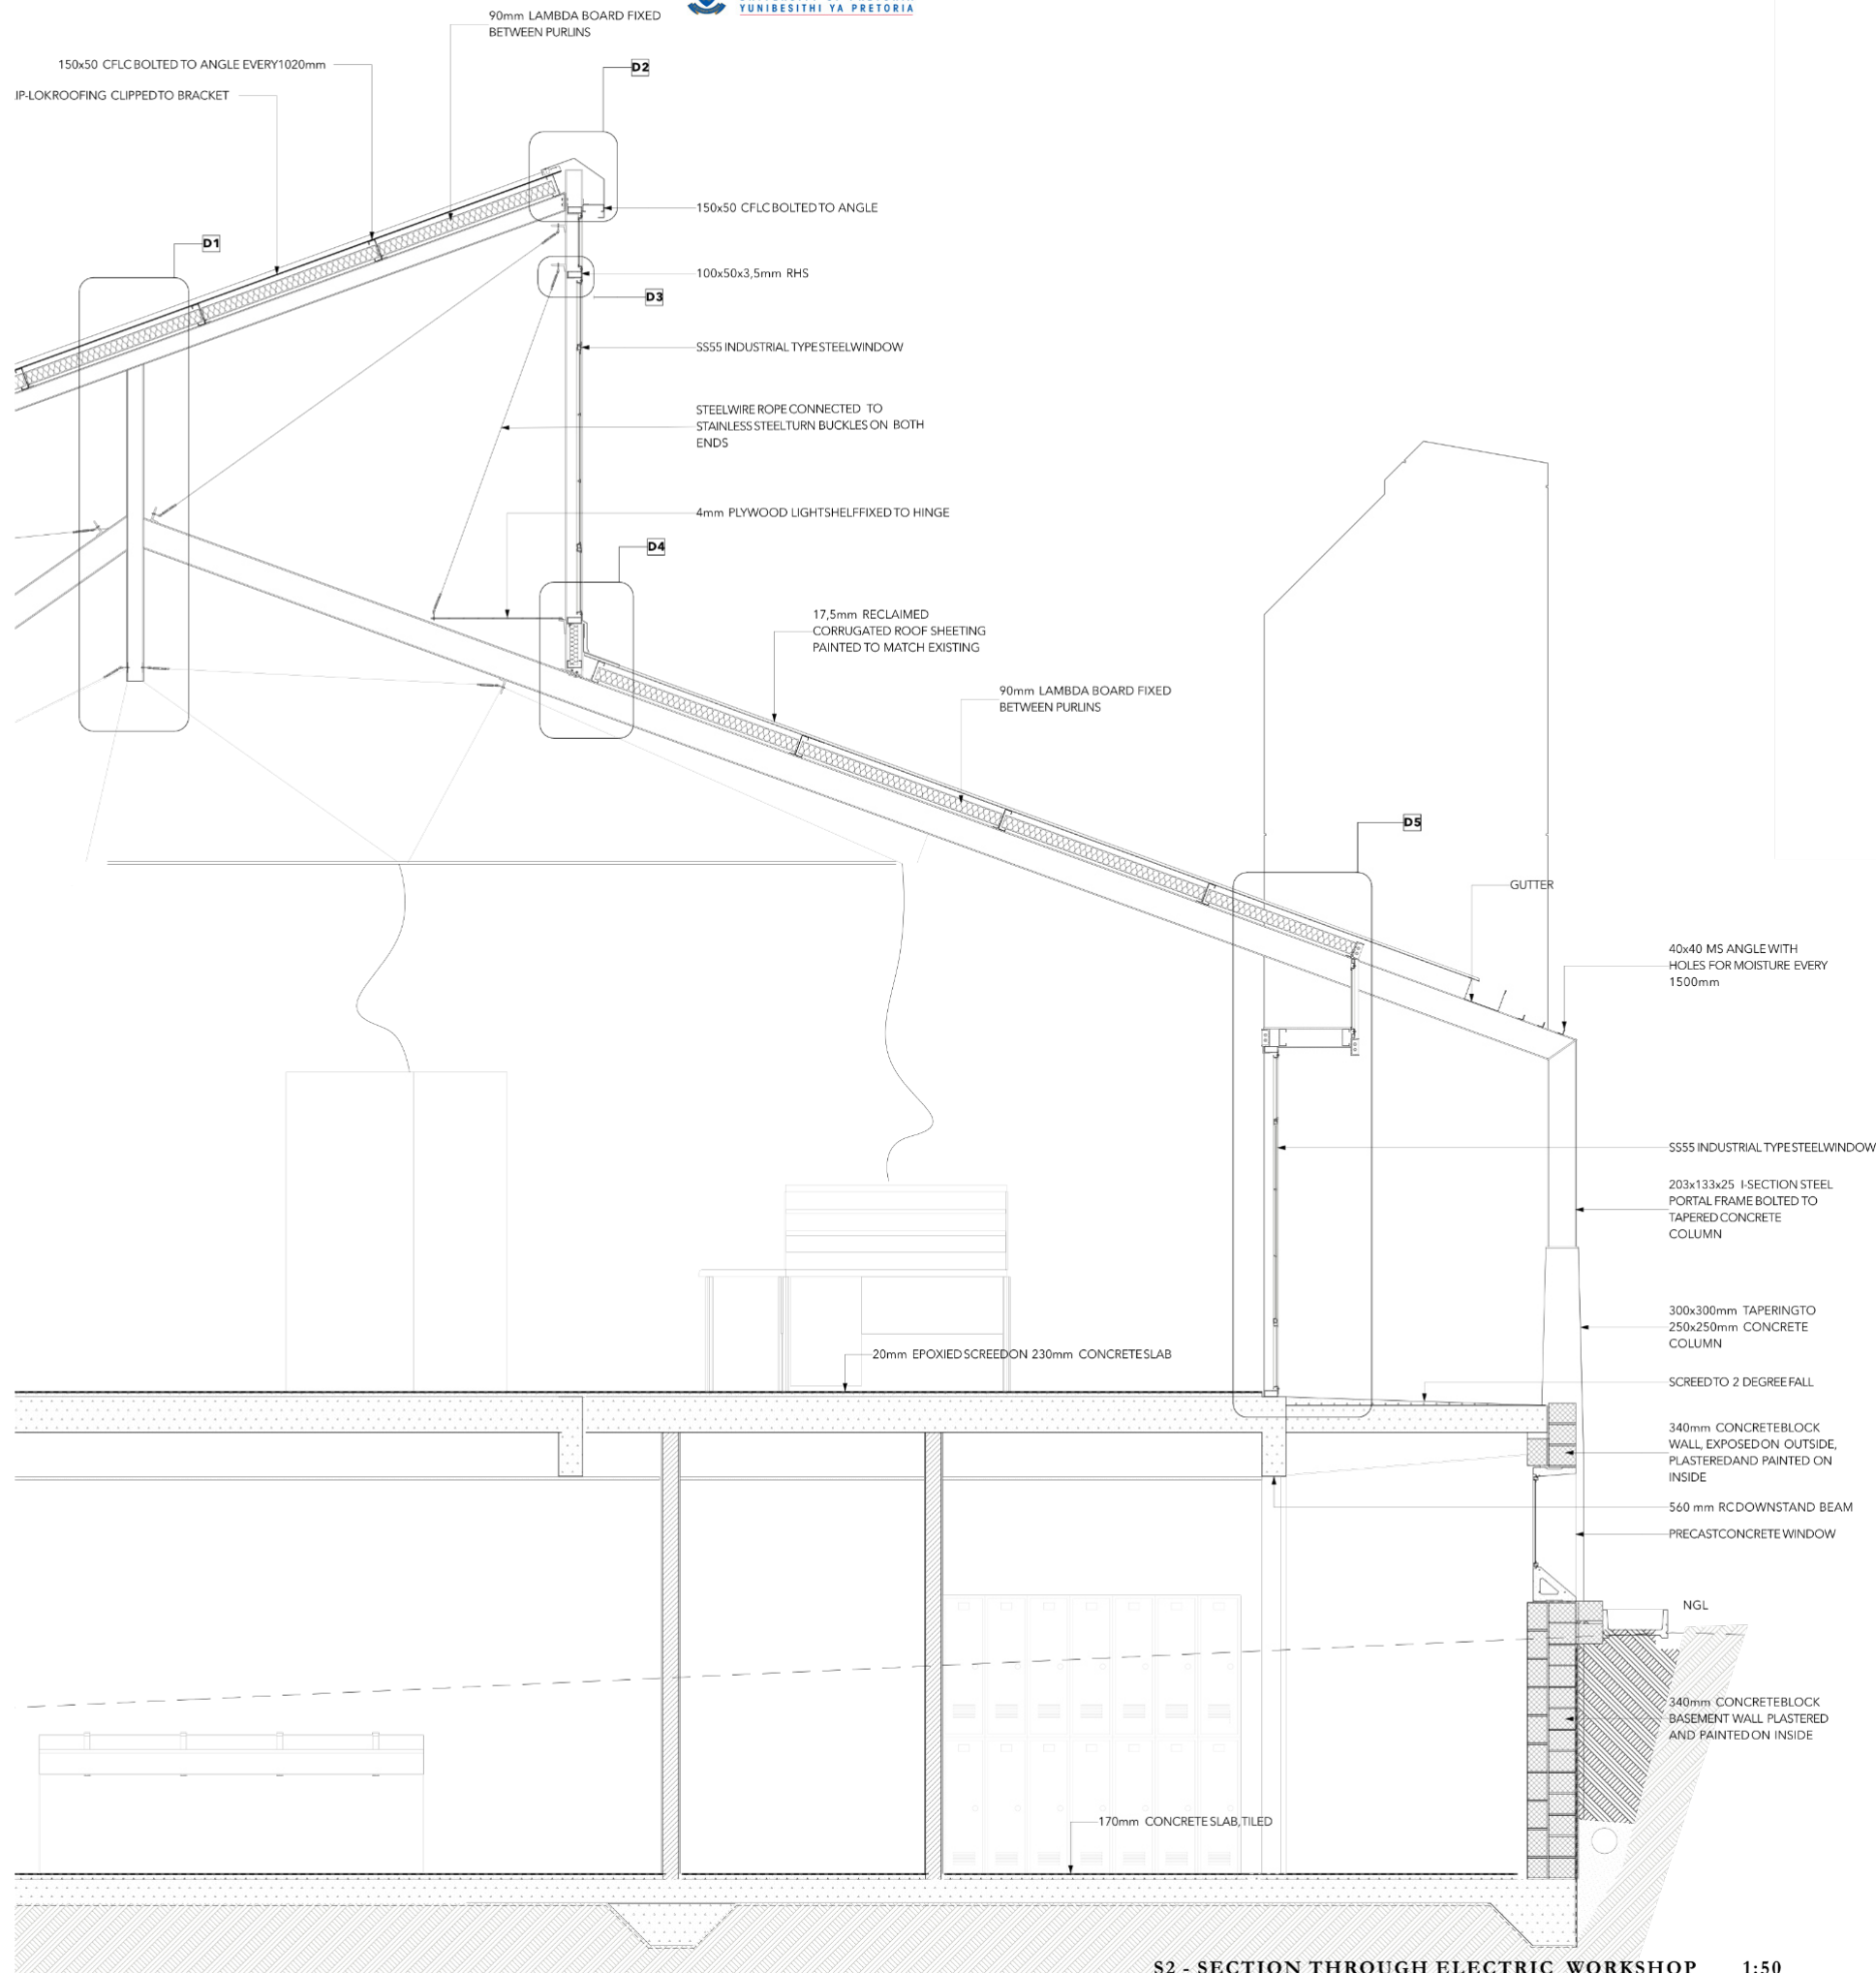 YUNIBESITHI YA PRETORIA
90mm LAMBDA BOARD FIXED
BETWEEN PURLINS
150x50 CFLC BOLTED TO ANGLE EVERY1020mm
IP-LOKROOFING CLIPPEDTO BRACKET
D2
150x50 CFLC BOLTED TO ANGLE
D1
100x50x3,5mm RHS
D3
SS55 INDUSTRIAL TYPE STEELWINDOW
STEELWIRE ROPE CONNECTED TO
STAINLESS STEELTURN BUCKLES ON BOTH
ENDS
4mm PLYWOOD LIGHTSHELFFIXED TO HINGE
D4
17,5mm RECLAIMED
CORRUGATED ROOF SHEETING
PAINTED TO MATCH EXISTING
90mm LAMBDA BOARD FIXED
BETWEEN PURLINS
D5
GUTTER
40x40 MS ANGLE WITH
HOLES FOR MOISTURE EVERY
1500mm
SS55 INDUSTRIAL TYPE STEELWINDOW
203x133x25 I-SECTION STEEL
PORTAL FRAME BOLTED TO
TAPERED CONCRETE
COLUMN
300x300mm TAPERINGTO
250x250mm CONCRETE
COLUMN
20mm EPOXIED SCREEDON 230mm CONCRETE SLAB
SCREEDTO 2 DEGREE FALL
340mm CONCRETEBLOCK
WALL, EXPOSEDON OUTSIDE,
PLASTEREDAND PAINTED ON
INSIDE
560 mm RCDOWNSTAND BEAM
PRECASTCONCRETE WINDOW
NGL
340mm CONCRETEBLOCK
BASEMENT WALL PLASTERED
AND PAINTEDON INSIDE
170mm CONCRETE SLAB,TILED
S2 - SECTION THROUGH ELECTRIC WORKSHOP 1:50